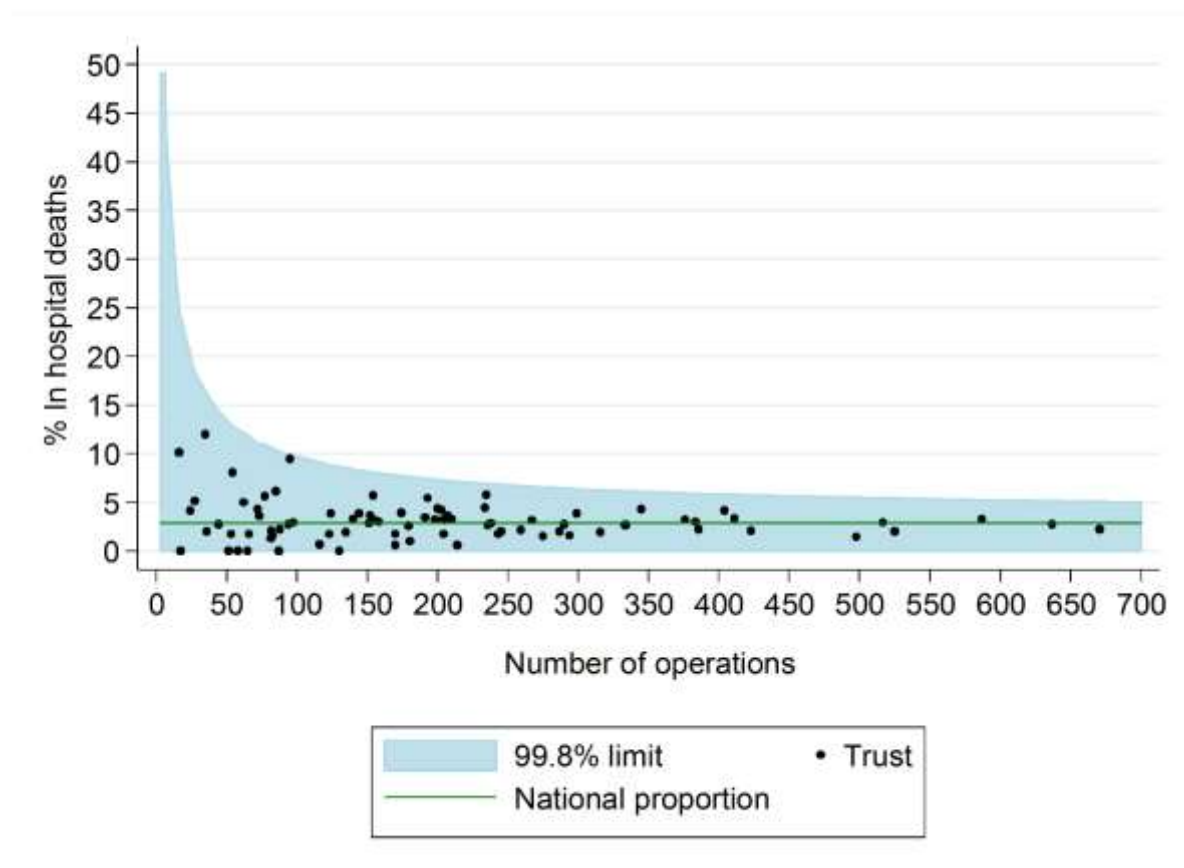 50
45
40
35
30
25
20
15
10
5
0
% In hospital deaths
0 50 100 150 200 250 300 350 400 450 500 550 600 650 700
Number of operations
99.8% limit
Trust
National proportion